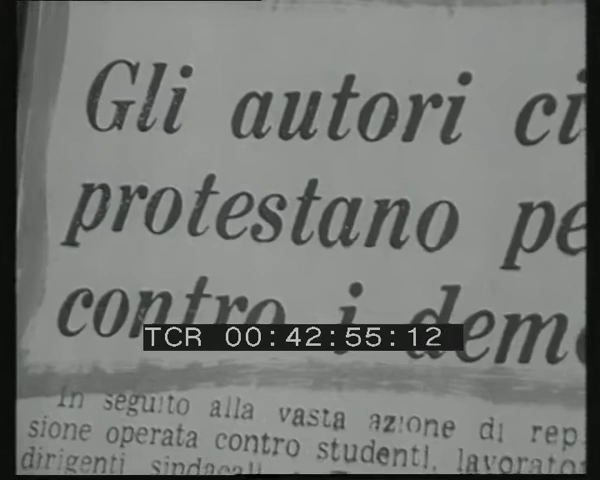 Gli autori ci
protestano pe
contro i demo
TCR 00:42:55:12
In seguito alla vasta azione di rep
sione operata contro studenti, lavorato
dirigenti sindacali